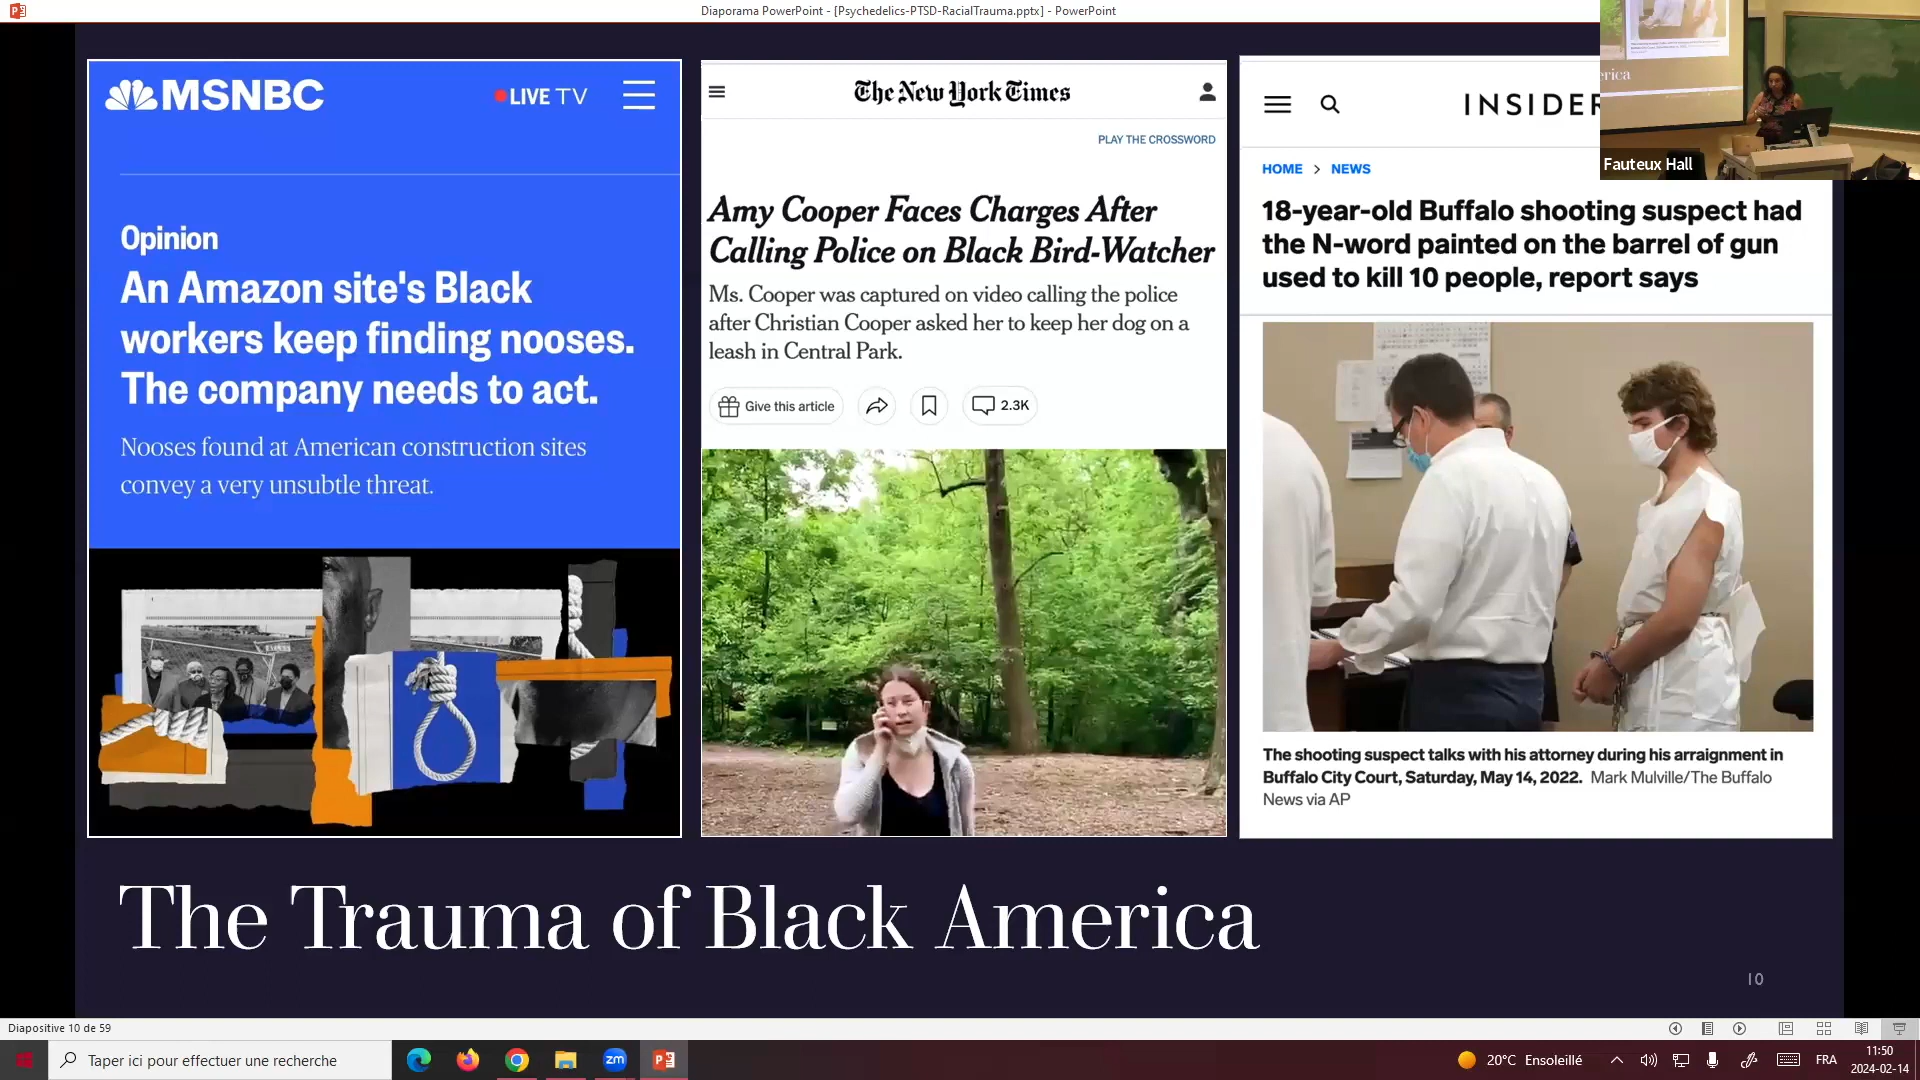 Diaporama PowerPoint - [Psychedelics-PTSD-RacialTrauma.pptx] - PowerPoint
MSNBC
LIVE TV
Opinion
An Amazon site's Black
workers keep finding nooses.
The company needs to act.
Nooses found at American construction sites
convey a very unsubtle threat.
The New York Times
PLAY THE CROSSWORD
Amy Cooper Faces Charges After
Calling Police on Black Bird-Watcher
Ms. Cooper was captured on video calling the police
after Christian Cooper asked her to keep her dog on a
leash in Central Park.
Give this article
2.3K
INSIDER
HOME > NEWS
18-year-old Buffalo shooting suspect had
the N-word painted on the barrel of gun
used to kill 10 people, report says
The shooting suspect talks with his attorney during his arraignment in
Buffalo City Court, Saturday, May 14, 2022. Mark Mulville/The Buffalo
News via AP
erica
Fauteux Hall
The Trauma of Black America
10
Diapositive 10 de 59
Taper ici pour effectuer une recherche
zm
20°C Ensoleillé
FRA
11:50
2024-02-14